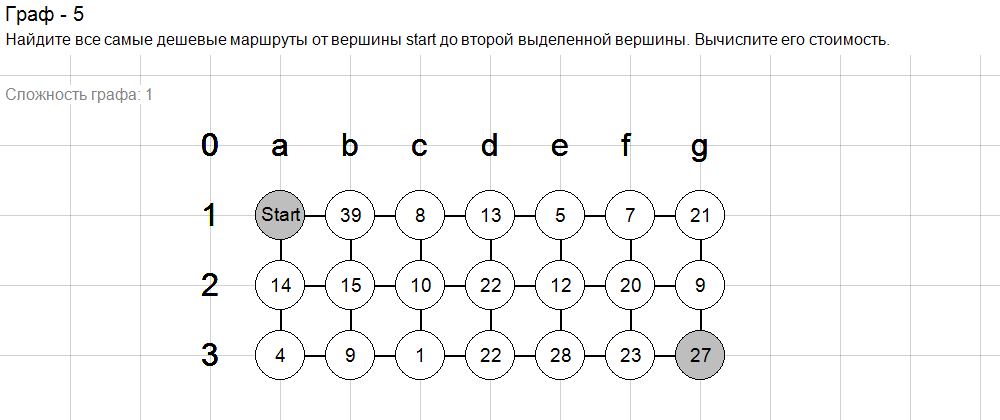 Граф - 5
Найдите все самые дешевые маршруты от вершины start до второй выделенной вершины. Вычислите его стоимость.
Сложность графа: 1
0 a b c d e f g
1 Start 39 8 13 5 7 21
2 14 15 10 22 12 20 9
3 4 9 1 22 28 23 27